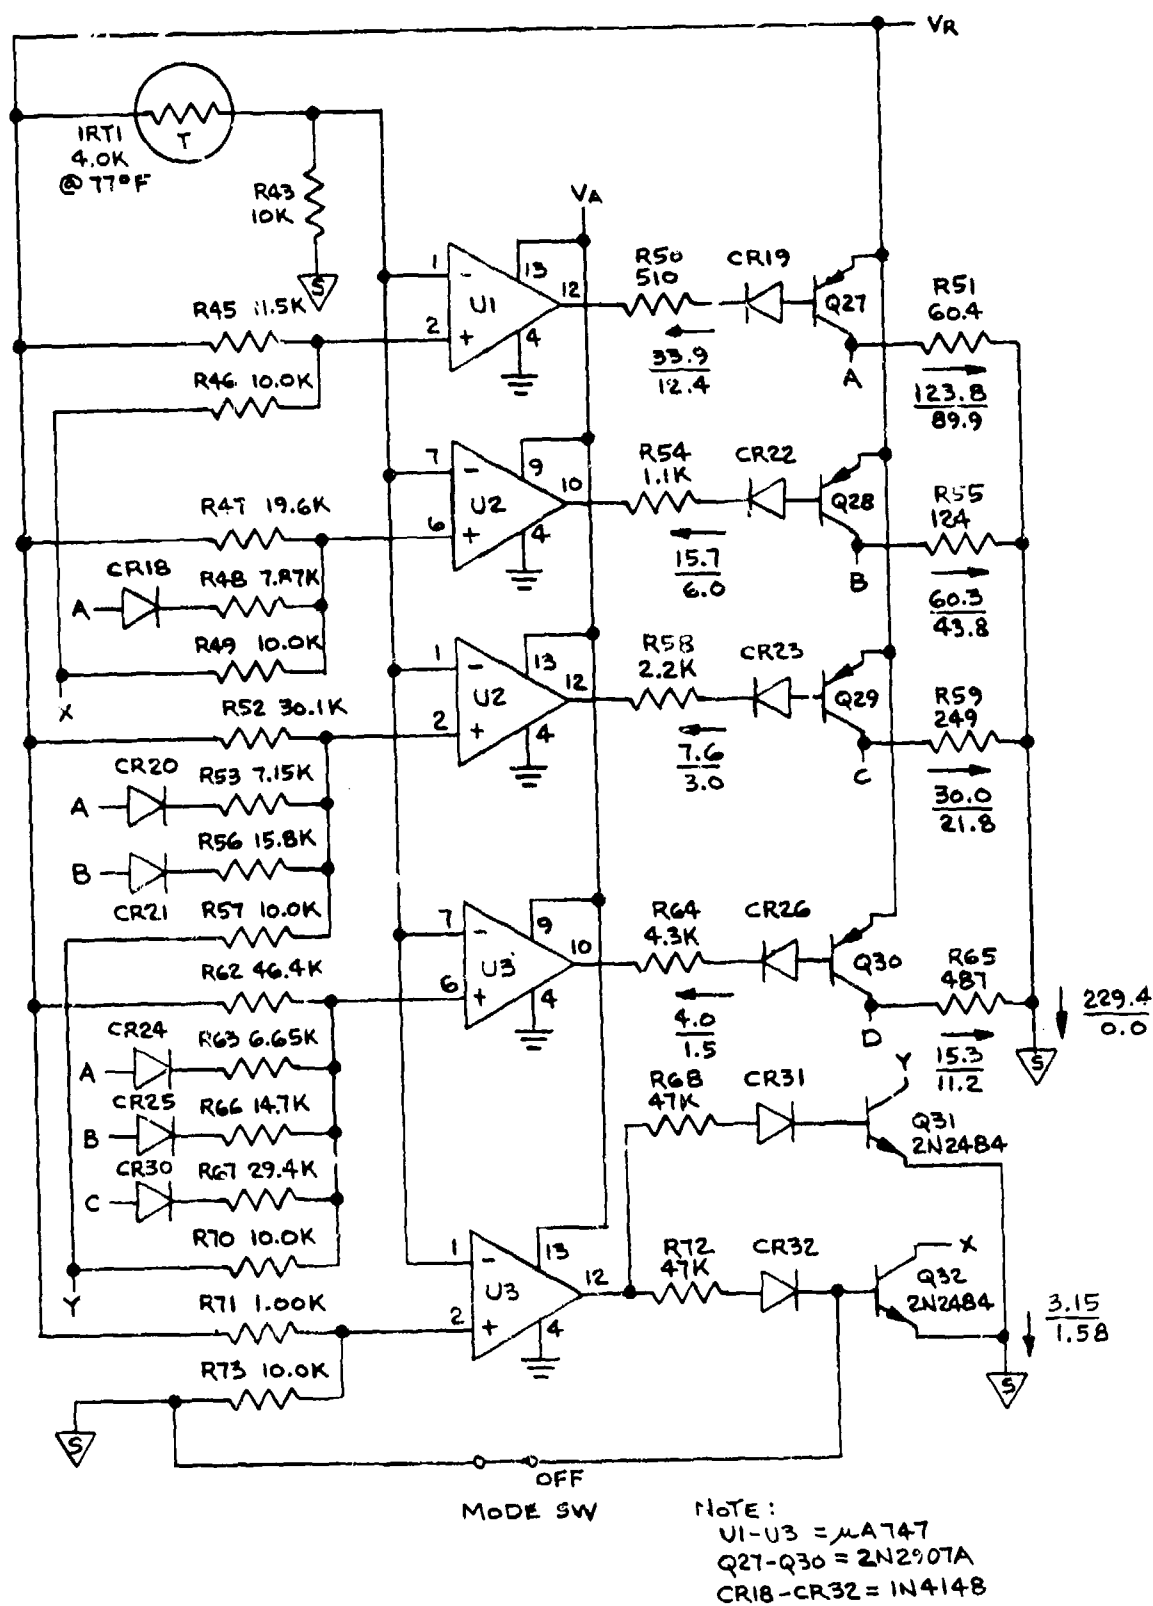 VR
1RT1
4.0K
@ 77°F
T
R43
10K
S
VA
1
-
13
U1
12
2
+
4
R50
510
CR19
Q27
R51
60.4
R45 11.5K
R46 10.0K
33.9
12.4
A
123.8
89.9
7
-
9
U2
10
6
+
4
R54
1.1K
CR22
Q28
R55
124
R47 19.6K
CR18
A
R48 7.87K
R49 10.0K
X
15.7
6.0
B
60.3
43.8
1
-
13
U2
12
2
+
4
R58
2.2K
CR23
Q29
R59
249
R52 30.1K
CR20
A
R53 7.15K
R56 15.8K
B
CR21
R57 10.0K
7.6
3.0
C
30.0
21.8
7
-
9
U3
10
6
+
4
R64
4.3K
CR26
Q30
R65
487
R62 46.4K
CR24
A
R63 6.65K
CR25
B
R66 14.7K
CR30
C
R67 29.4K
R70 10.0K
Y
4.0
1.5
D
15.3
11.2
229.4
0.0
S
R68
47K
CR31
Y
Q31
2N2484
1
-
13
U3
12
2
+
4
R72
47K
CR32
X
Q32
2N2484
3.15
1.58
S
R71 1.00K
R73 10.0K
S
OFF
MODE SW
NOTE:
U1-U3 = µA747
Q27-Q30 = 2N2907A
CR18-CR32 = 1N4148